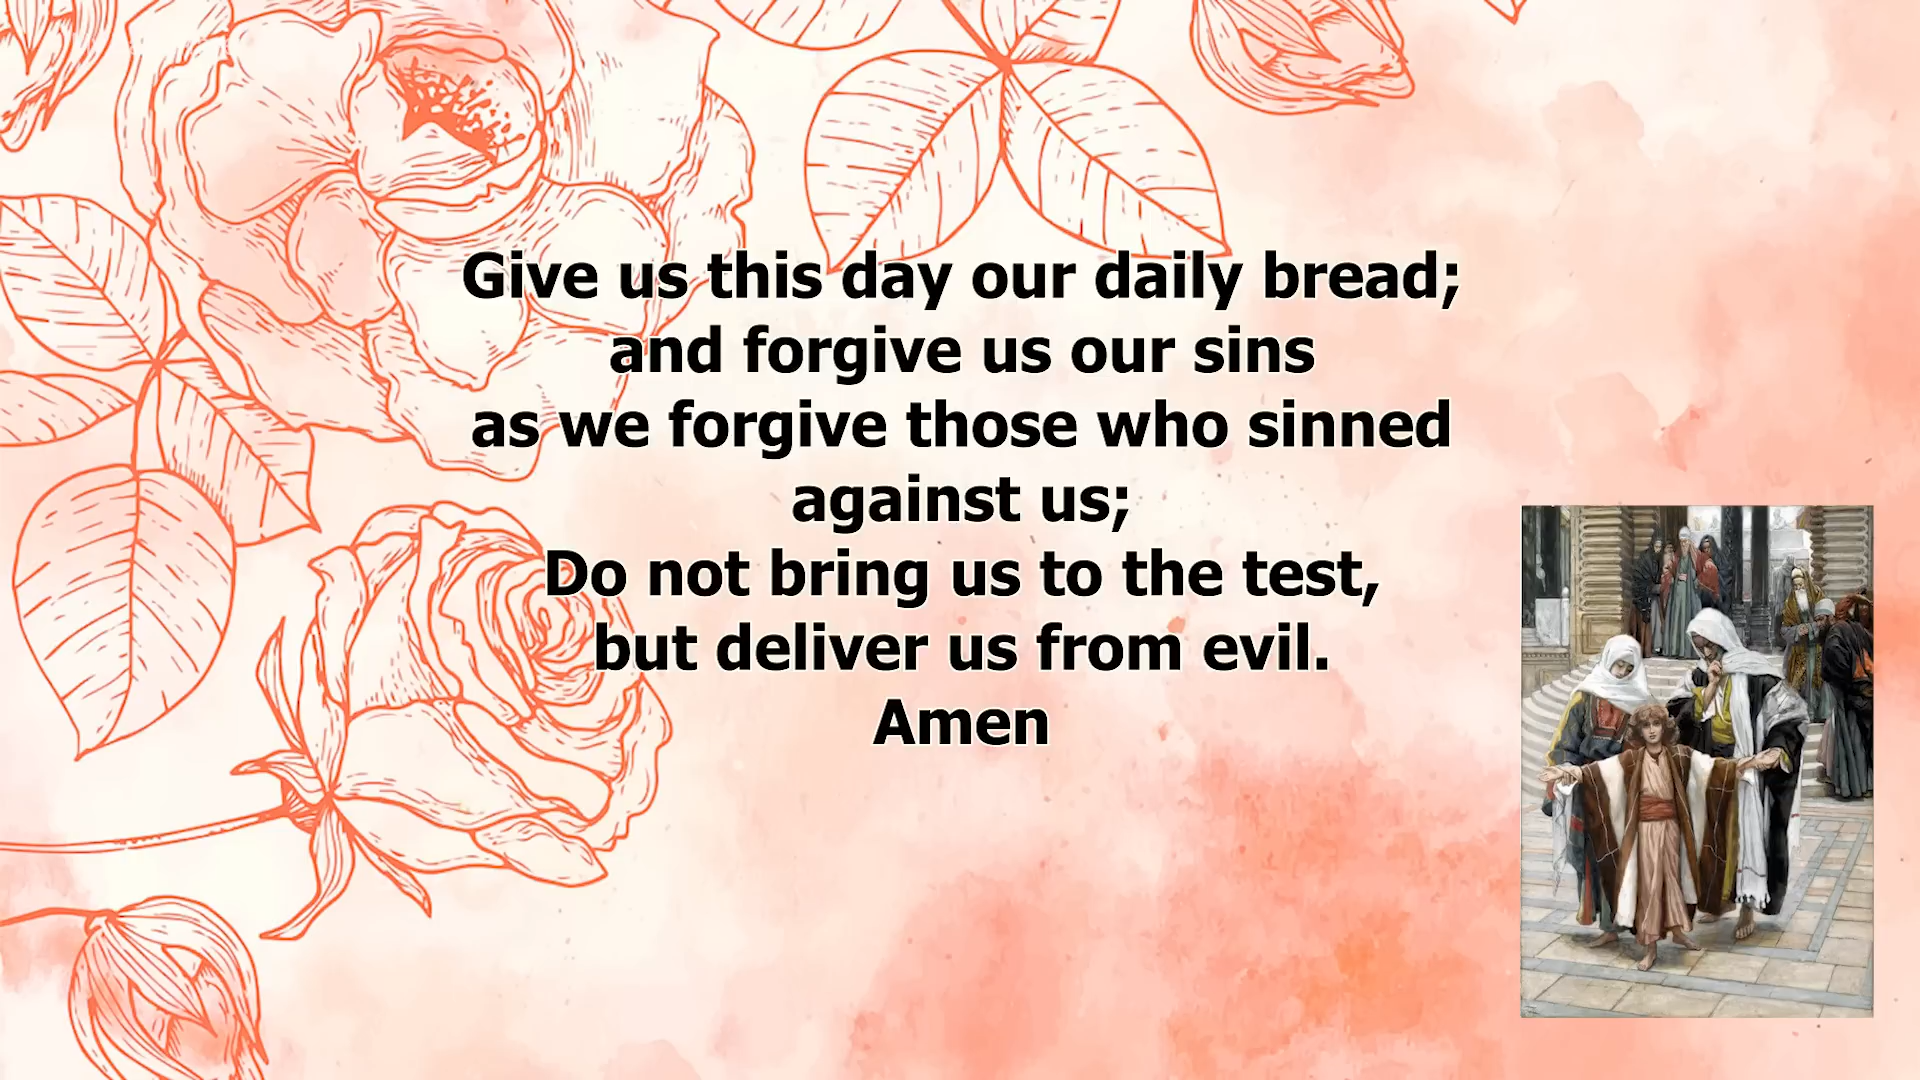 Give us this day our daily bread;
and forgive us our sins
as we forgive those who sinned
against us;
Do not bring us to the test,
but deliver us from evil.
Amen